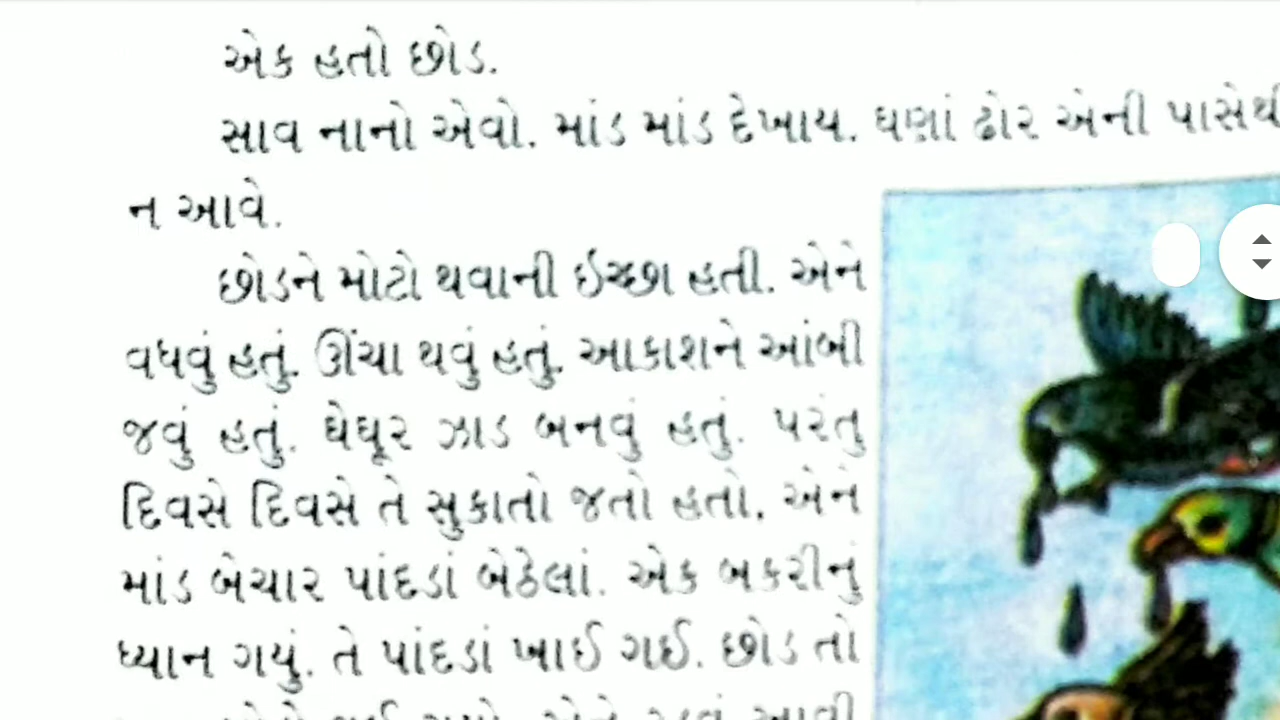 એક હતો છોડ.
સાવ નાનો એવો. માંડ માંડ દેખાય. ઘણાં ઢોર એની પાસેથી
ન આવે.
છોડને મોટો થવાની ઇચ્છા હતી. એને
વધવું હતું. ઊંચા થવું હતું. આકાશને આંબી
જવું હતું. ઘેઘૂર ઝાડ બનવું હતું. પરંતુ
દિવસે દિવસે તે સુકાતો જતો હતો. એને
માંડ બેચાર પાંદડાં બેઠેલાં. એક બકરીનું
ધ્યાન ગયું. તે પાંદડાં ખાઈ ગઈ. છોડ તો